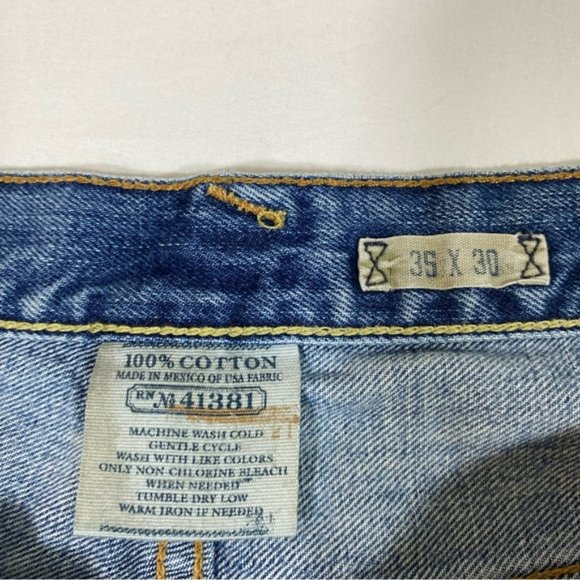 35 X 30
100% COTTON
MADE IN MEXICO OF USA FABRIC
RN № 41381
MACHINE WASH COLD
GENTLE CYCLE
WASH WITH LIKE COLORS
ONLY NON CHLORINE BLEACH
WHEN NEEDED
TUMBLE DRY LOW
WARM IRON IF NEEDED